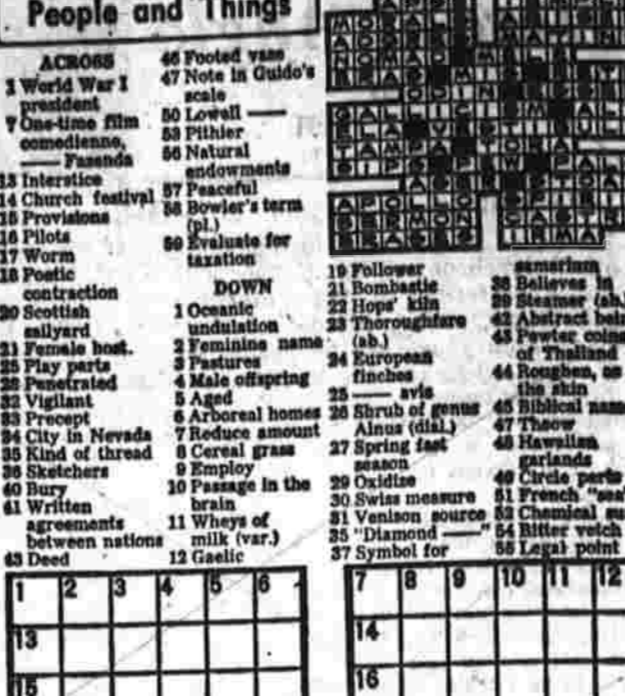 People and Things
ACROSS
1 World War I
president
7 One-time film
comedienne,
—— Fazenda
13 Interstice
14 Church festival
15 Provisions
16 Pilots
17 Worm
18 Poetic
contraction
20 Scottish
sailyard
21 Female host.
25 Play parts
28 Penetrated
32 Vigilant
33 Precept
34 City in Nevada
35 Kind of thread
36 Sketchers
40 Bury
41 Written
agreements
between nations
43 Deed
46 Footed vase
47 Note in Guido's
scale
50 Lowell ——
53 Pithier
56 Natural
endowments
57 Peaceful
58 Bowler's term
(pl.)
59 Evaluate for
taxation
DOWN
1 Oceanic
undulation
2 Feminine name
3 Pastures
4 Male offspring
5 Aged
6 Arboreal homes
7 Reduce amount
8 Cereal grass
9 Employ
10 Passage in the
brain
11 Wheys of
milk (var.)
12 Gaelic
19 Follower
21 Bombastic
22 Hops' kiln
23 Thoroughfare
(ab.)
24 European
finches
25 —— avis
26 Shrub of genus
Alnus (dial.)
27 Spring fast
season
29 Oxidize
30 Swiss measure
31 Venison source
35 "Diamond ——"
37 Symbol for
samarium
38 Believes in
39 Steamer (ab.)
42 Abstract
43 Pewter coins
of Thailand
44 Roughen, as
the skin
45 Biblical name
47 Throw
48 Hawaiian
garlands
49 Circle parts
51 French "sea"
52 Chemical
54 Bitter vetch
55 Legal point
1 2 3 4 5 6
7 8 9 10 11 12
13
14
15
16